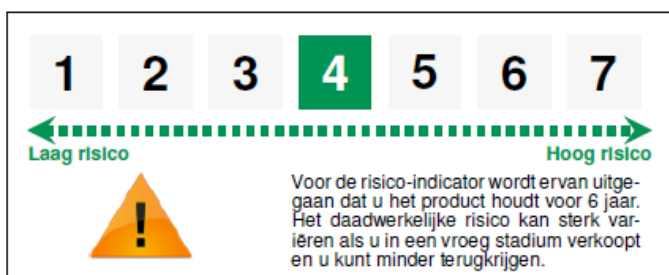 1 2 3 4 5 6 7
Laag risico
Hoog risico
!
Voor de risico-indicator wordt ervan uitge-
gaan dat u het product houdt voor 6 jaar.
Het daadwerkelijke risico kan sterk var-
iëren als u in een vroeg stadium verkoopt
en u kunt minder terugkrijgen.